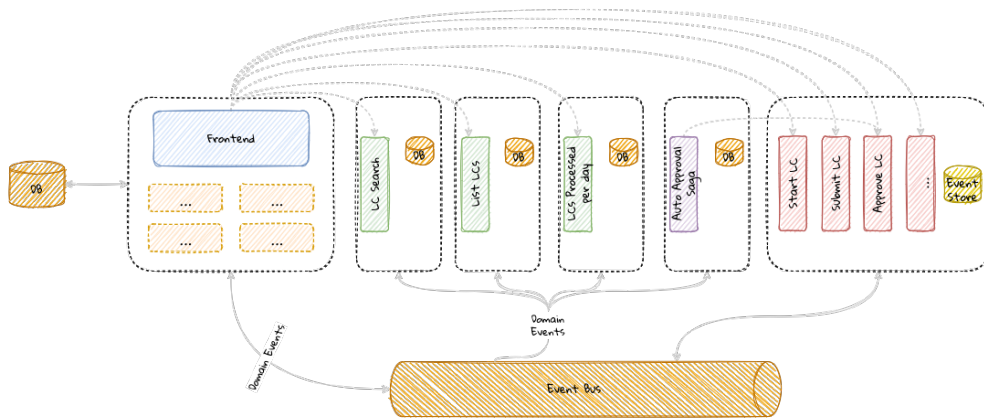 Frontend
DB
...
...
...
...
LC Search
DB
List LCs
DB
LCs Processed
per day
DB
Auto Approval
saga
DB
Start LC
Submit LC
Approve LC
...
Event
Store
Domain
Events
Domain Events
Event Bus